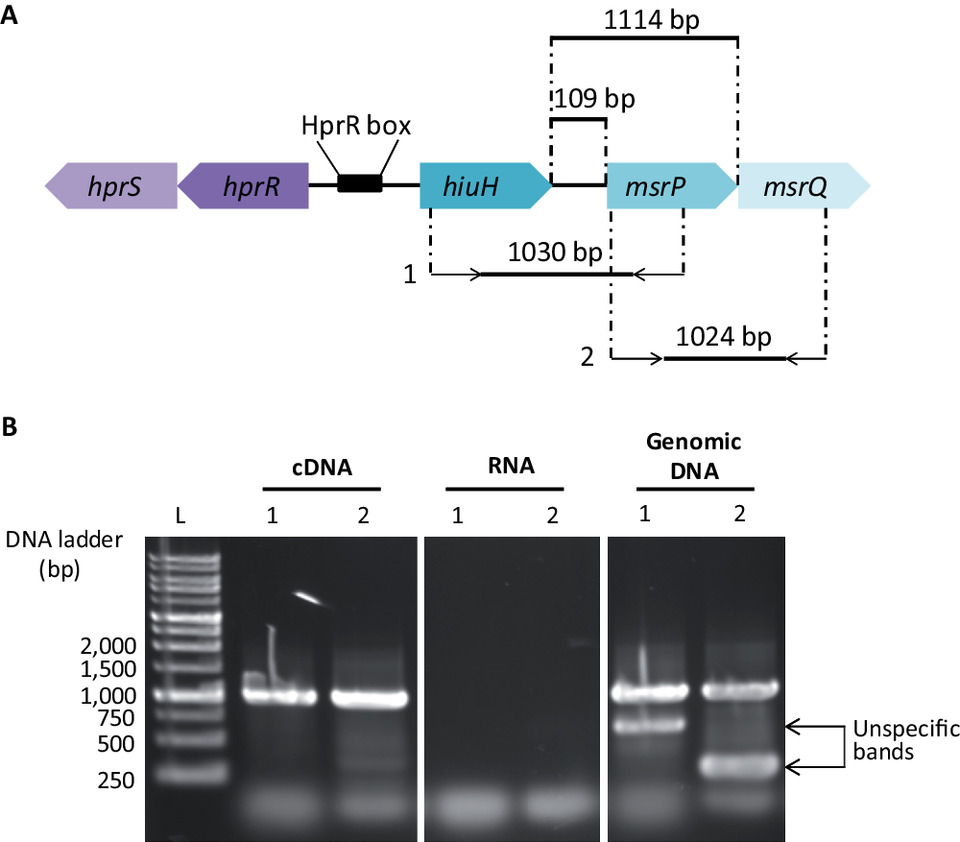 A
1114 bp
109 bp
HprR box
hprS hprR hiuH msrP msrQ
1030 bp
1
1024 bp
2
B
Genomic
DNA
cDNA RNA
L 1 2 1 2 1 2
DNA ladder
(bp)
2,000
1,500
1,000
750
500
250
Unspecific
bands